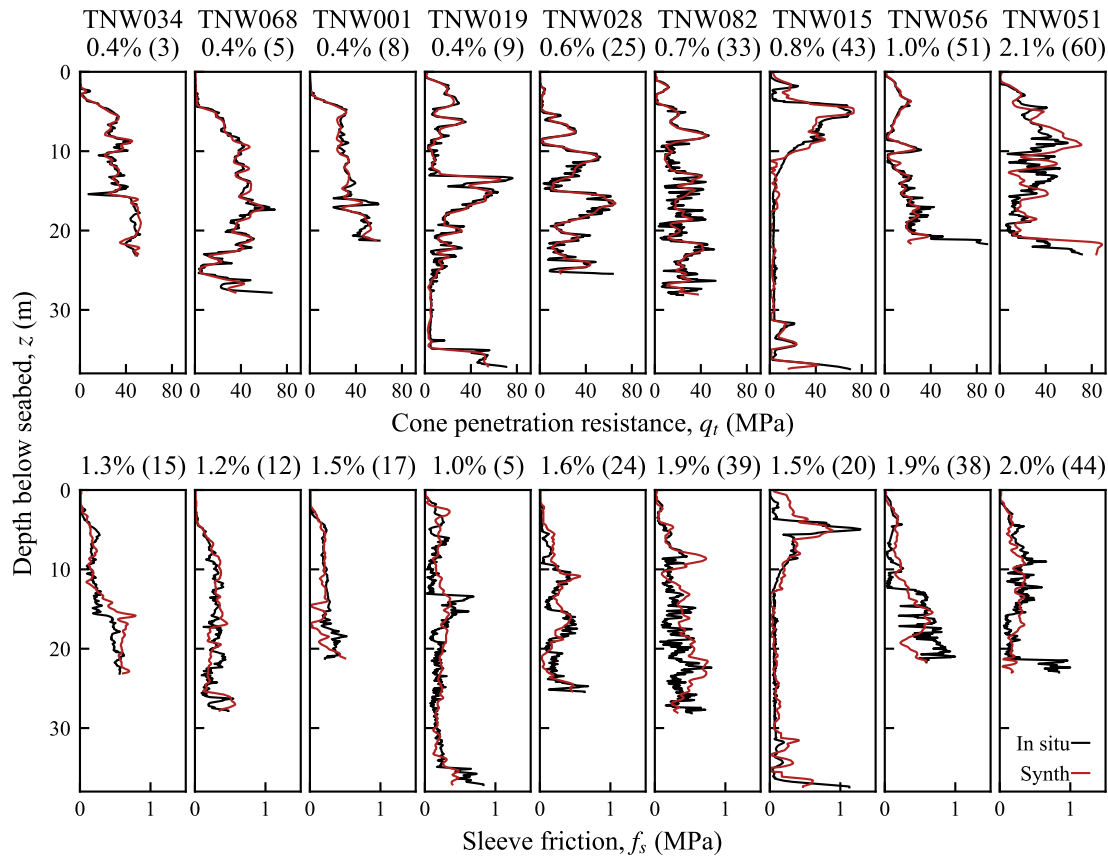 TNW034 TNW068 TNW001 TNW019 TNW028 TNW082 TNW015 TNW056 TNW051
0.4% (3) 0.4% (5) 0.4% (8) 0.4% (9) 0.6% (25) 0.7% (33) 0.8% (43) 1.0% (51) 2.1% (60)
0
10
20
30
0 40 80 0 40 80 0 40 80 0 40 80 0 40 80 0 40 80 0 40 80 0 40 80 0 40 80
Cone penetration resistance, qt (MPa)
Depth below seabed, z (m)
1.3% (15) 1.2% (12) 1.5% (17) 1.0% (5) 1.6% (24) 1.9% (39) 1.5% (20) 1.9% (38) 2.0% (44)
0
10
20
30
In situ
Synth
0 1 0 1 0 1 0 1 0 1 0 1 0 1 0 1 0 1
Sleeve friction, fs (MPa)